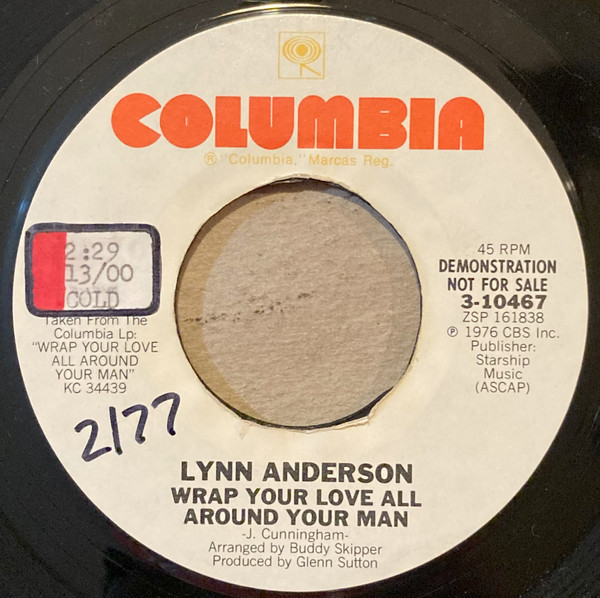 COLUMBIA
® "Columbia," Marcas Reg.
2:29
13/00
COLD
Taken From The
Columbia Lp:
"WRAP YOUR LOVE
ALL AROUND
YOUR MAN"
KC 34439
2/77
45 RPM
DEMONSTRATION
NOT FOR SALE
3-10467
ZSP 161838
℗ 1976 CBS Inc.
Publisher:
Starship
Music
(ASCAP)
LYNN ANDERSON
WRAP YOUR LOVE ALL
AROUND YOUR MAN
-J. Cunningham-
Arranged by Buddy Skipper
Produced by Glenn Sutton